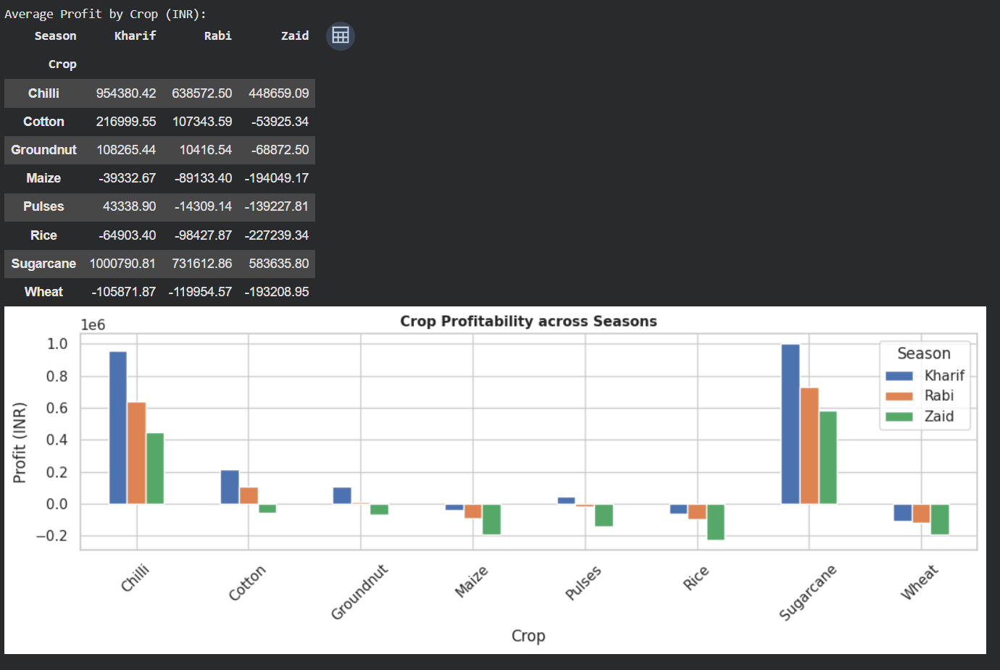 Average Profit by Crop (INR):
Season Kharif Rabi Zaid
Crop
Chilli 954380.42 638572.50 448659.09
Cotton 216999.55 107343.59 -53925.34
Groundnut 108265.44 10416.54 -68872.50
Maize -39332.67 -89133.40 -194049.17
Pulses 43338.90 -14309.14 -139227.81
Rice -64903.40 -98427.87 -227239.34
Sugarcane 1000790.81 731612.86 583635.80
Wheat -105871.87 -119954.57 -193208.95
Crop Profitability across Seasons
1e6
1.0
0.8
0.6
0.4
0.2
0.0
−0.2
Profit (INR)
Season
Kharif
Rabi
Zaid
Chilli Cotton Groundnut Maize Pulses Rice Sugarcane Wheat
Crop